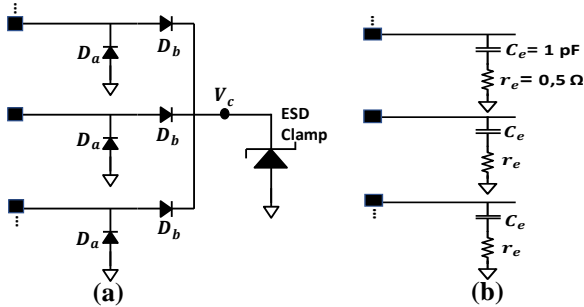 D_b
D_a
V_c
ESD
Clamp
D_b
D_a
D_b
D_a
(a)
C_e = 1 pF
r_e = 0,5 Ω
C_e
r_e
C_e
r_e
(b)